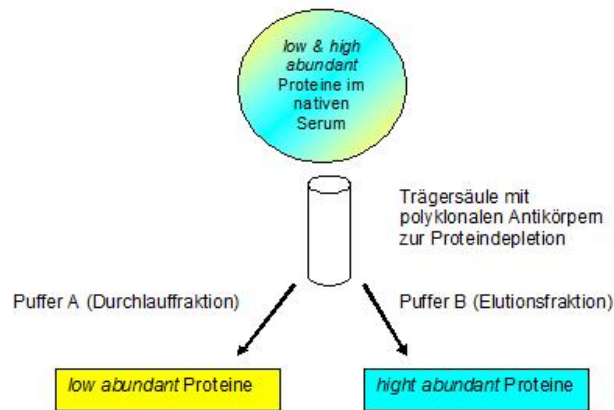 low & high
abundant
Proteine im
nativen
Serum
Trägersäule mit
polyklonalen Antikörpern
zur Proteindepletion
Puffer A (Durchlauffraktion)
Puffer B (Elutionsfraktion)
low abundant Proteine
hight abundant Proteine